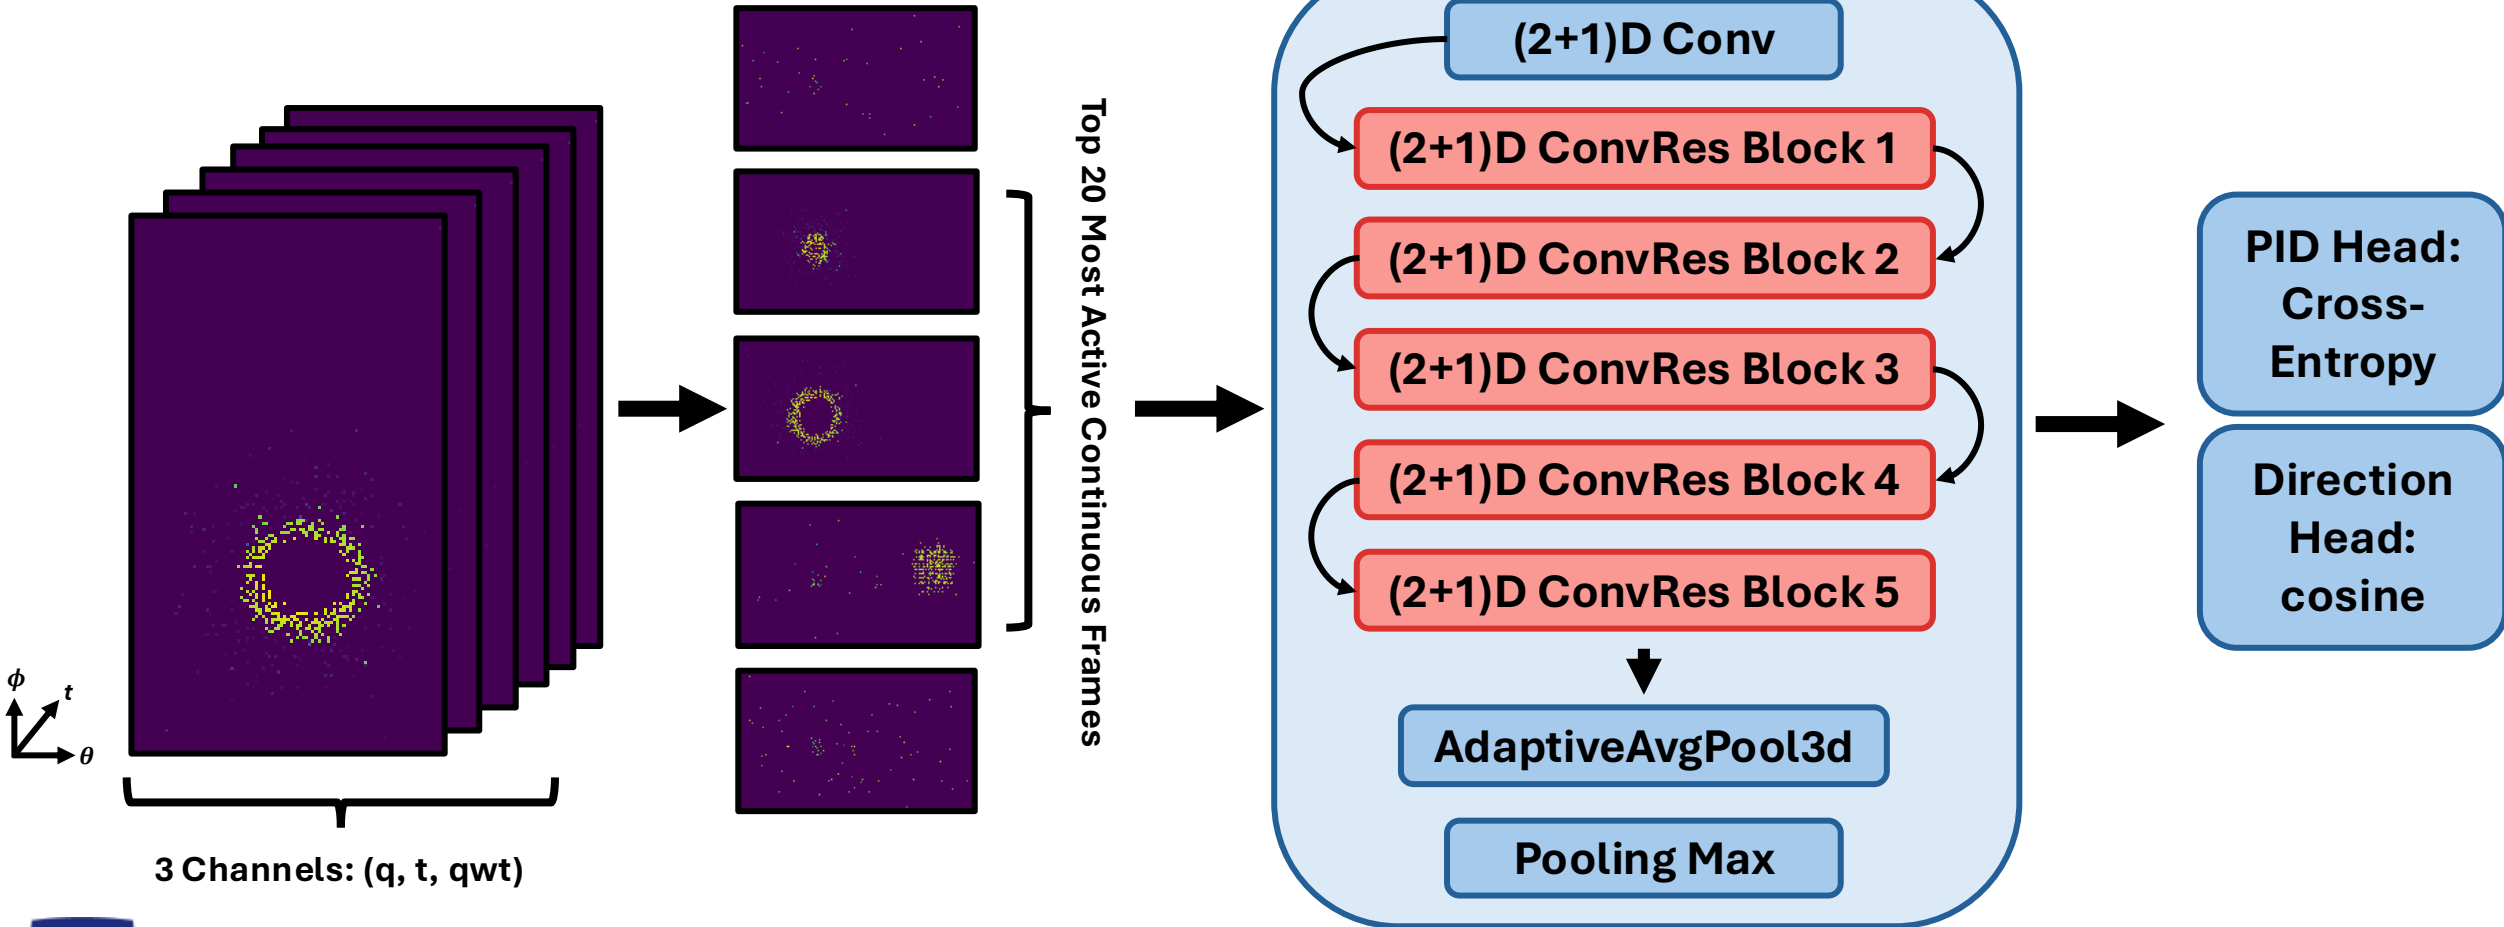 ϕ
t
θ
3 Channels: (q, t, qwt)
Top 20 Most Active Continuous Frames
(2+1)D Conv
(2+1)D ConvRes Block 1
(2+1)D ConvRes Block 2
(2+1)D ConvRes Block 3
(2+1)D ConvRes Block 4
(2+1)D ConvRes Block 5
AdaptiveAvgPool3d
Pooling Max
PID Head:
Cross-
Entropy
Direction
Head:
cosine